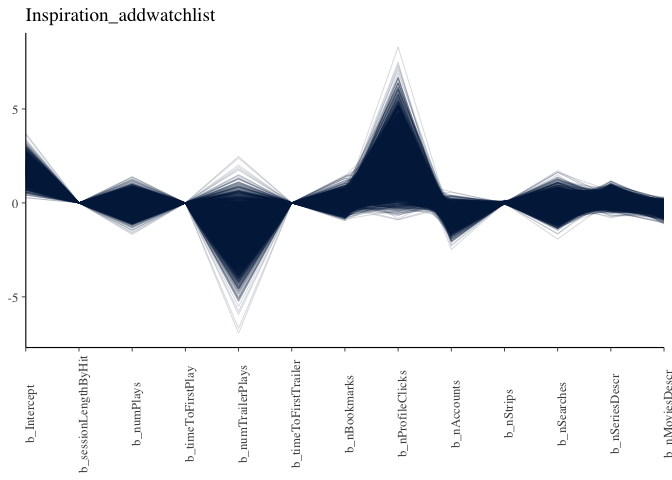 Inspiration_addwatchlist
5
0
-5
b_Intercept
b_sessionLengthByHit
b_numPlays
b_timeToFirstPlay
b_numTrailerPlays
b_timeToFirstTrailer
b_nBookmarks
b_nProfileClicks
b_nAccounts
b_nStrips
b_nSearches
b_nSeriesDescr
b_nMoviesDescr